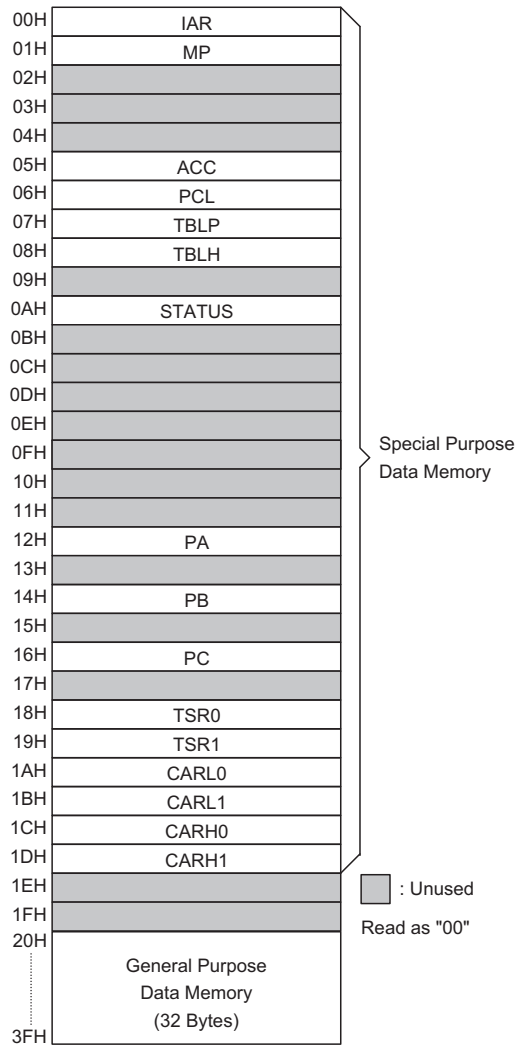 00H IAR
01H MP
02H
03H
04H
05H ACC
06H PCL
07H TBLP
08H TBLH
09H
0AH STATUS
0BH
0CH
0DH
0EH
0FH
10H
11H
12H PA
13H
14H PB
15H
16H PC
17H
18H TSR0
19H TSR1
1AH CARL0
1BH CARL1
1CH CARH0
1DH CARH1
1EH
1FH
20H
General Purpose
Data Memory
(32 Bytes)
3FH
Special Purpose
Data Memory
: Unused
Read as "00"